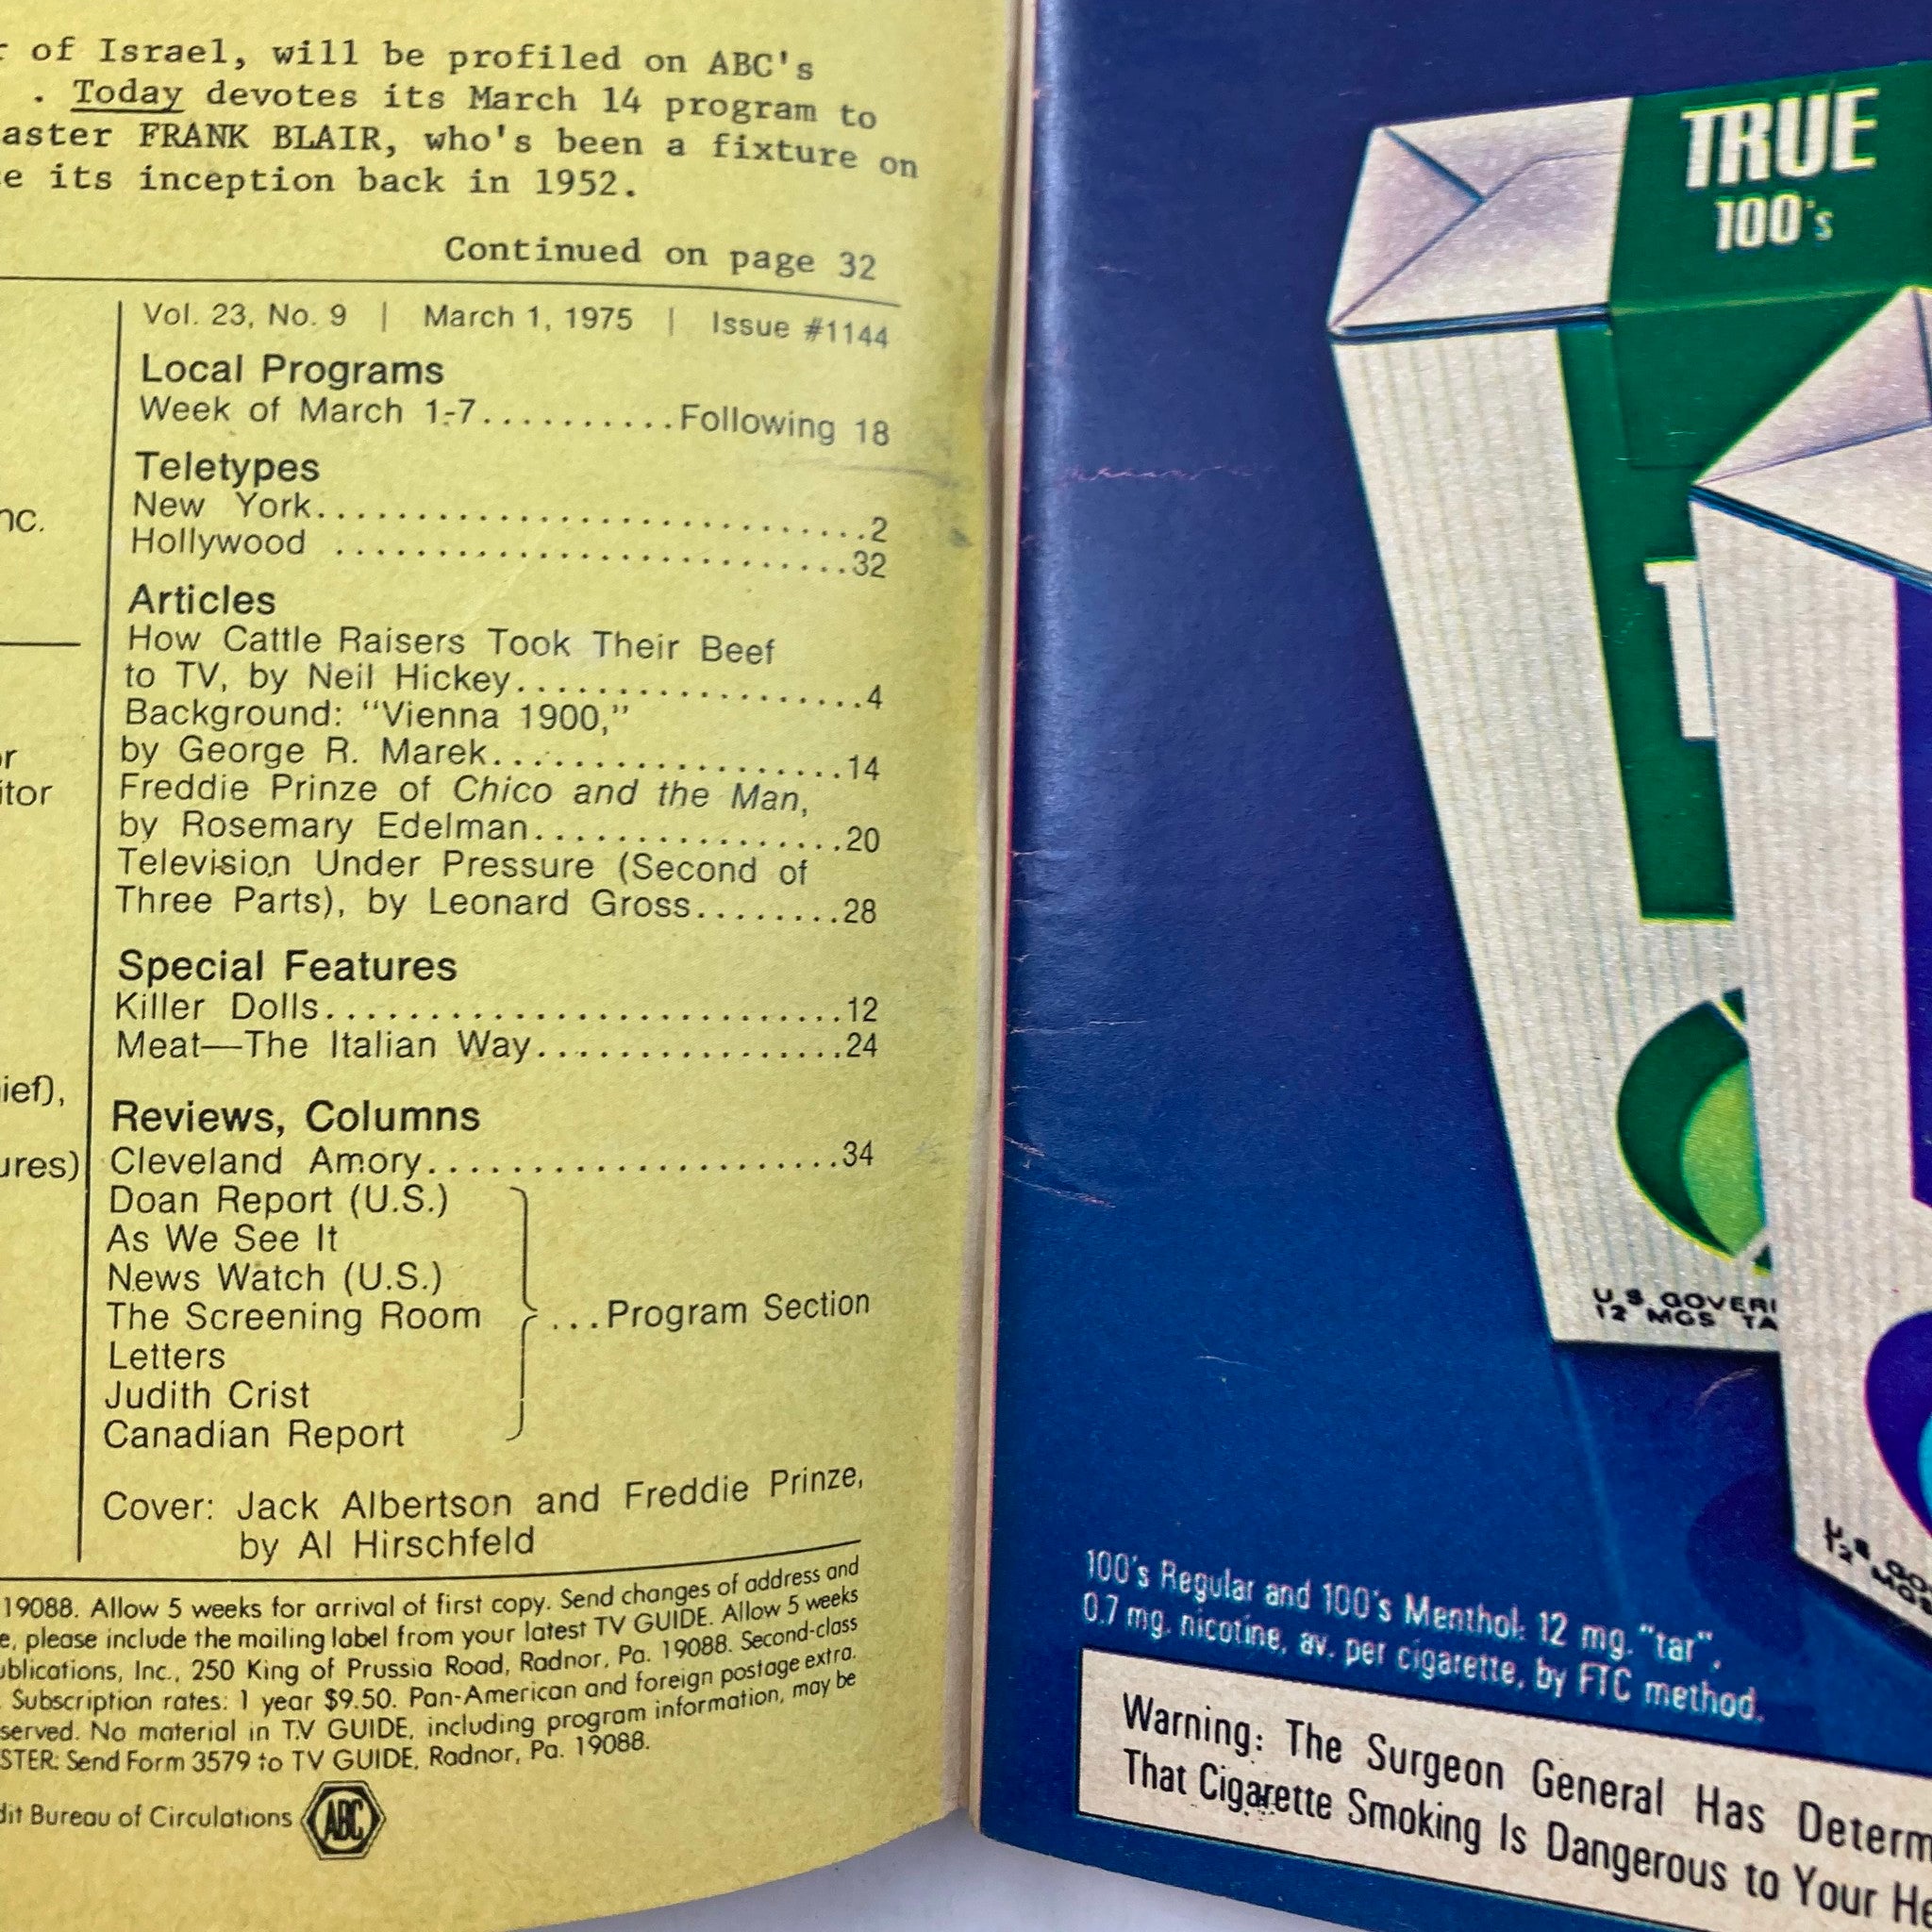 of Israel, will be profiled on ABC's
. Today devotes its March 14 program to
FRANK BLAIR, who's been a fixture on
its inception back in 1952.
Continued on page 32
Vol. 23, No. 9 | March 1, 1975 | Issue #1144
Local Programs
Week of March 1-7..........Following 18
Teletypes
New York............................2
Hollywood ..........................32
Articles
How Cattle Raisers Took Their Beef
to TV, by Neil Hickey..................4
Background: "Vienna 1900,"
by George R. Marek..................14
Freddie Prinze of Chico and the Man,
by Rosemary Edelman...............20
Television Under Pressure (Second of
Three Parts), by Leonard Gross........28
Special Features
Killer Dolls..........................12
Meat—The Italian Way...............24
Reviews, Columns
Cleveland Amory.....................34
Doan Report (U.S.)
As We See It
News Watch (U.S.)
The Screening Room ...Program Section
Letters
Judith Crist
Canadian Report
Cover: Jack Albertson and Freddie Prinze,
by Al Hirschfeld
19088. Allow 5 weeks for arrival of first copy. Send changes of address and
please include the mailing label from your latest TV GUIDE. Allow 5 weeks
Inc., 250 King of Prussia Road, Radnor, Pa. 19088. Second-class
Subscription rates: 1 year $9.50. Pan-American and foreign postage extra.
No material in TV GUIDE, including program information, may be
Send Form 3579 to TV GUIDE, Radnor, Pa. 19088.
Bureau of Circulations ABC
TRUE
100's
U.S. GOVER
12 MGS TA
100's Regular and 100's Menthol: 12 mg. "tar",
0.7 mg. nicotine, av. per cigarette, by FTC method.
Warning: The Surgeon General Has Determ
That Cigarette Smoking Is Dangerous to Your He